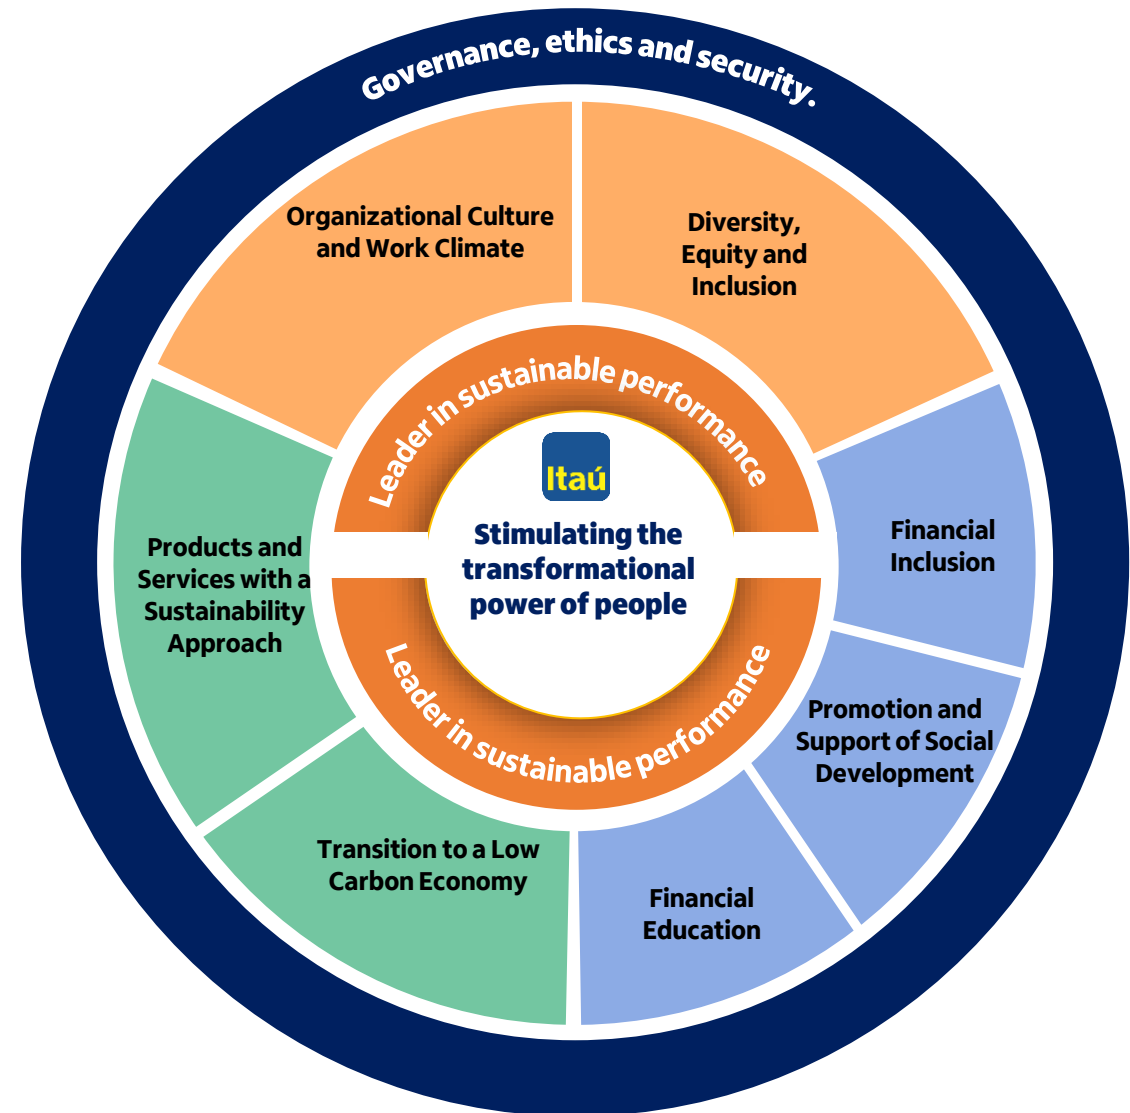 Governance, ethics and security.
Organizational Culture
and Work Climate
Diversity,
Equity and
Inclusion
Leader in sustainable performance
Itaú
Stimulating the
transformational
power of people
Financial
Inclusion
Products and
Services with a
Sustainability
Approach
Leader in sustainable performance
Promotion and
Support of Social
Development
Transition to a Low
Carbon Economy
Financial
Education